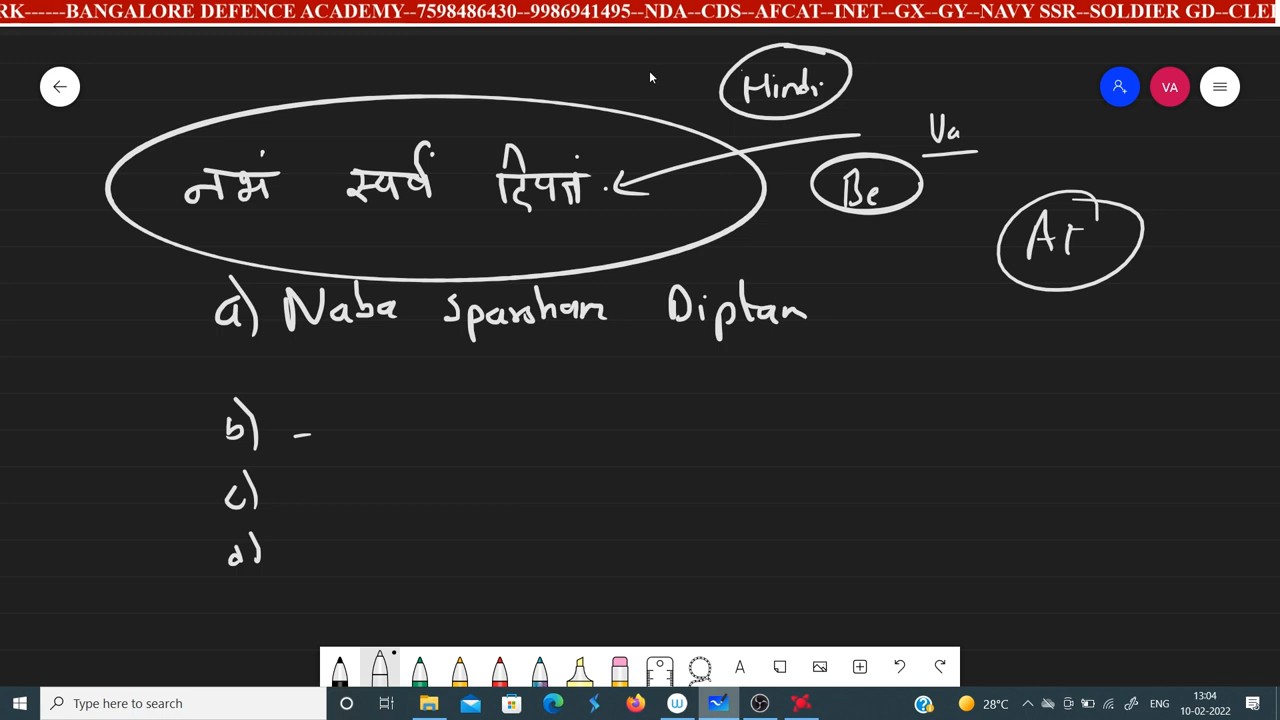 RK------BANGALORE DEFENCE ACADEMY--7598486430--9986941495--NDA--CDS--AFCAT--INET--GX--GY--NAVY SSR--SOLDIER GD--CLE
Hindi
Va
VA
नभं स्पर्वं
Be
Ar
a) Naba Sparsham Diptam
b) -
c)
d)
A
Type here to search
28°C
ENG
13:04
10-02-2022